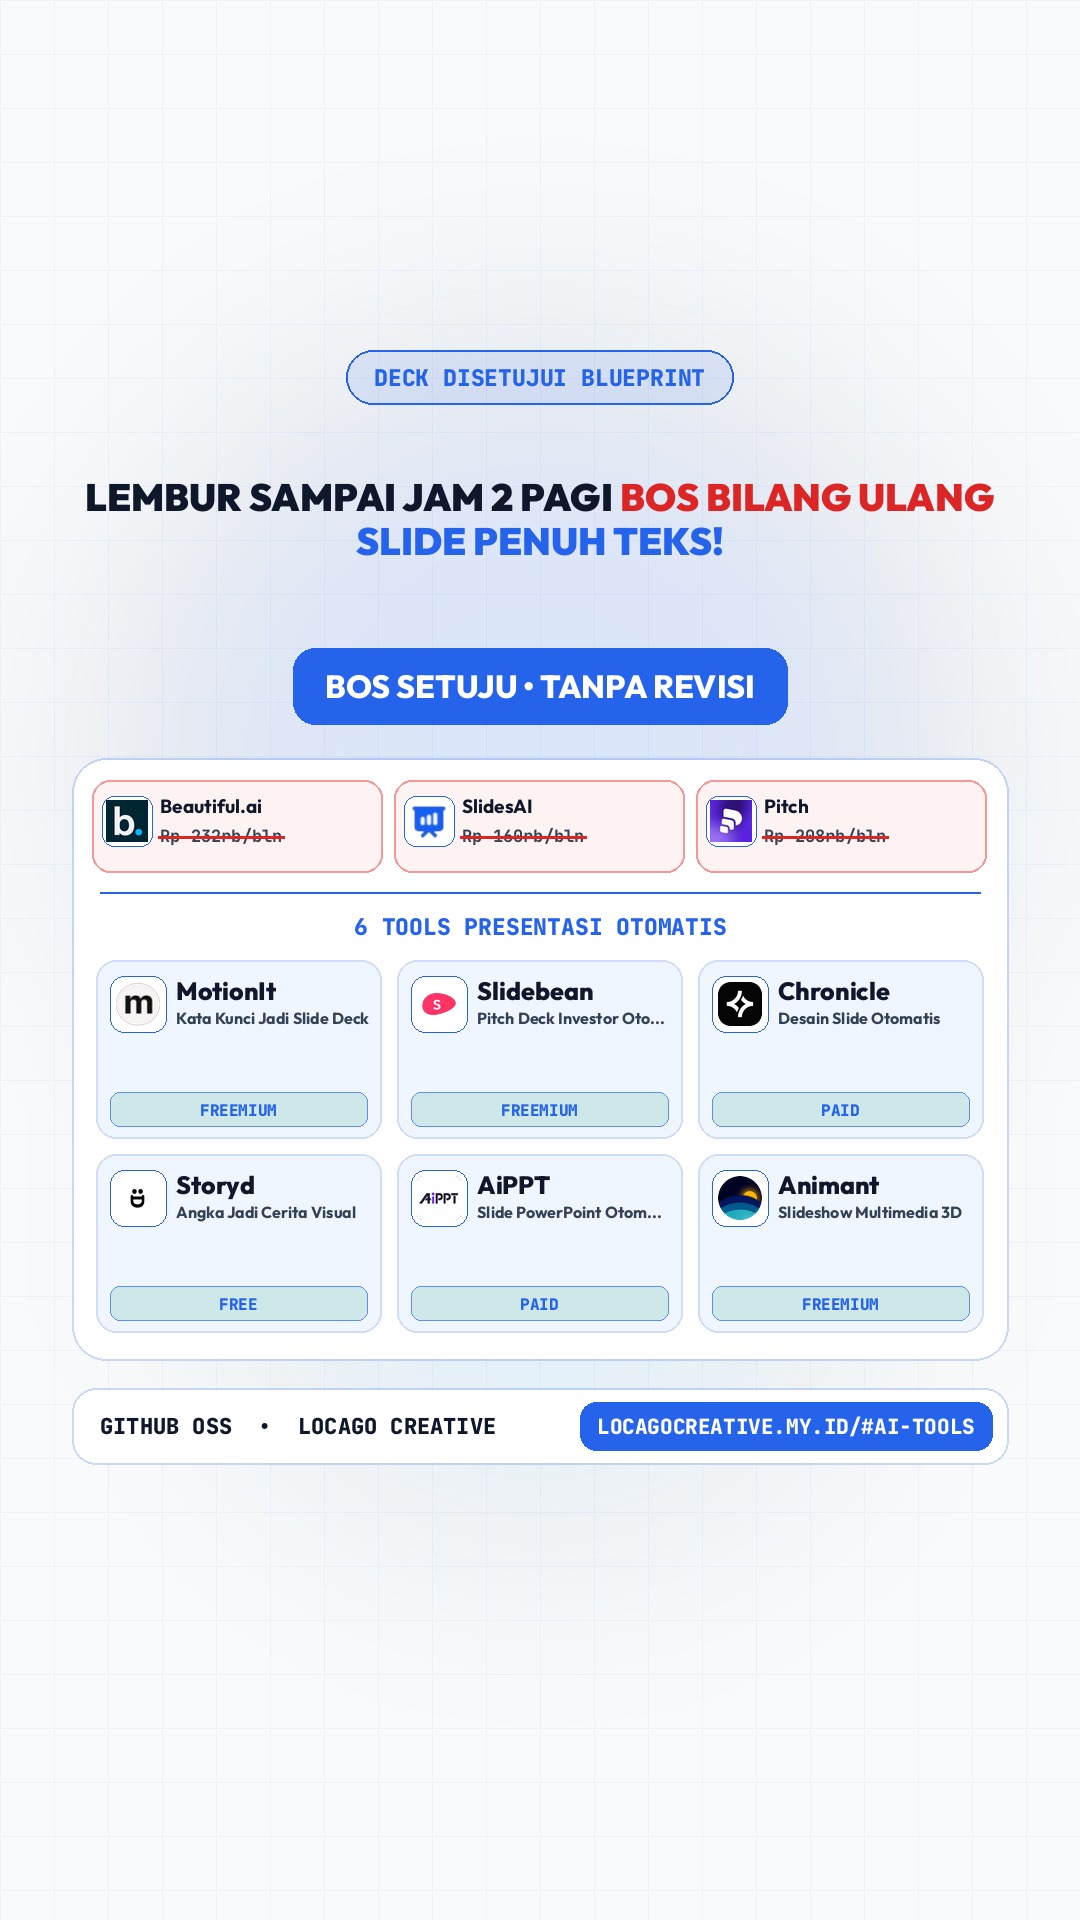 DECK DISETUJUI BLUEPRINT
LEMBUR SAMPAI JAM 2 PAGI BOS BILANG ULANG
SLIDE PENUH TEKS!
BOS SETUJU • TANPA REVISI
b.
Beautiful.ai
Rp 232rb/bln
SlidesAI
Rp 160rb/bln
Pitch
Rp 208rb/bln
6 TOOLS PRESENTASI OTOMATIS
m
MotionIt
Kata Kunci Jadi Slide Deck
FREEMIUM
S
Slidebean
Pitch Deck Investor Oto...
FREEMIUM
Chronicle
Desain Slide Otomatis
PAID
Storyd
Angka Jadi Cerita Visual
FREE
AiPPT
AiPPT
Slide PowerPoint Otom...
PAID
Animant
Slideshow Multimedia 3D
FREEMIUM
GITHUB OSS • LOCAGO CREATIVE
LOCAGOCREATIVE.MY.ID/#AI-TOOLS